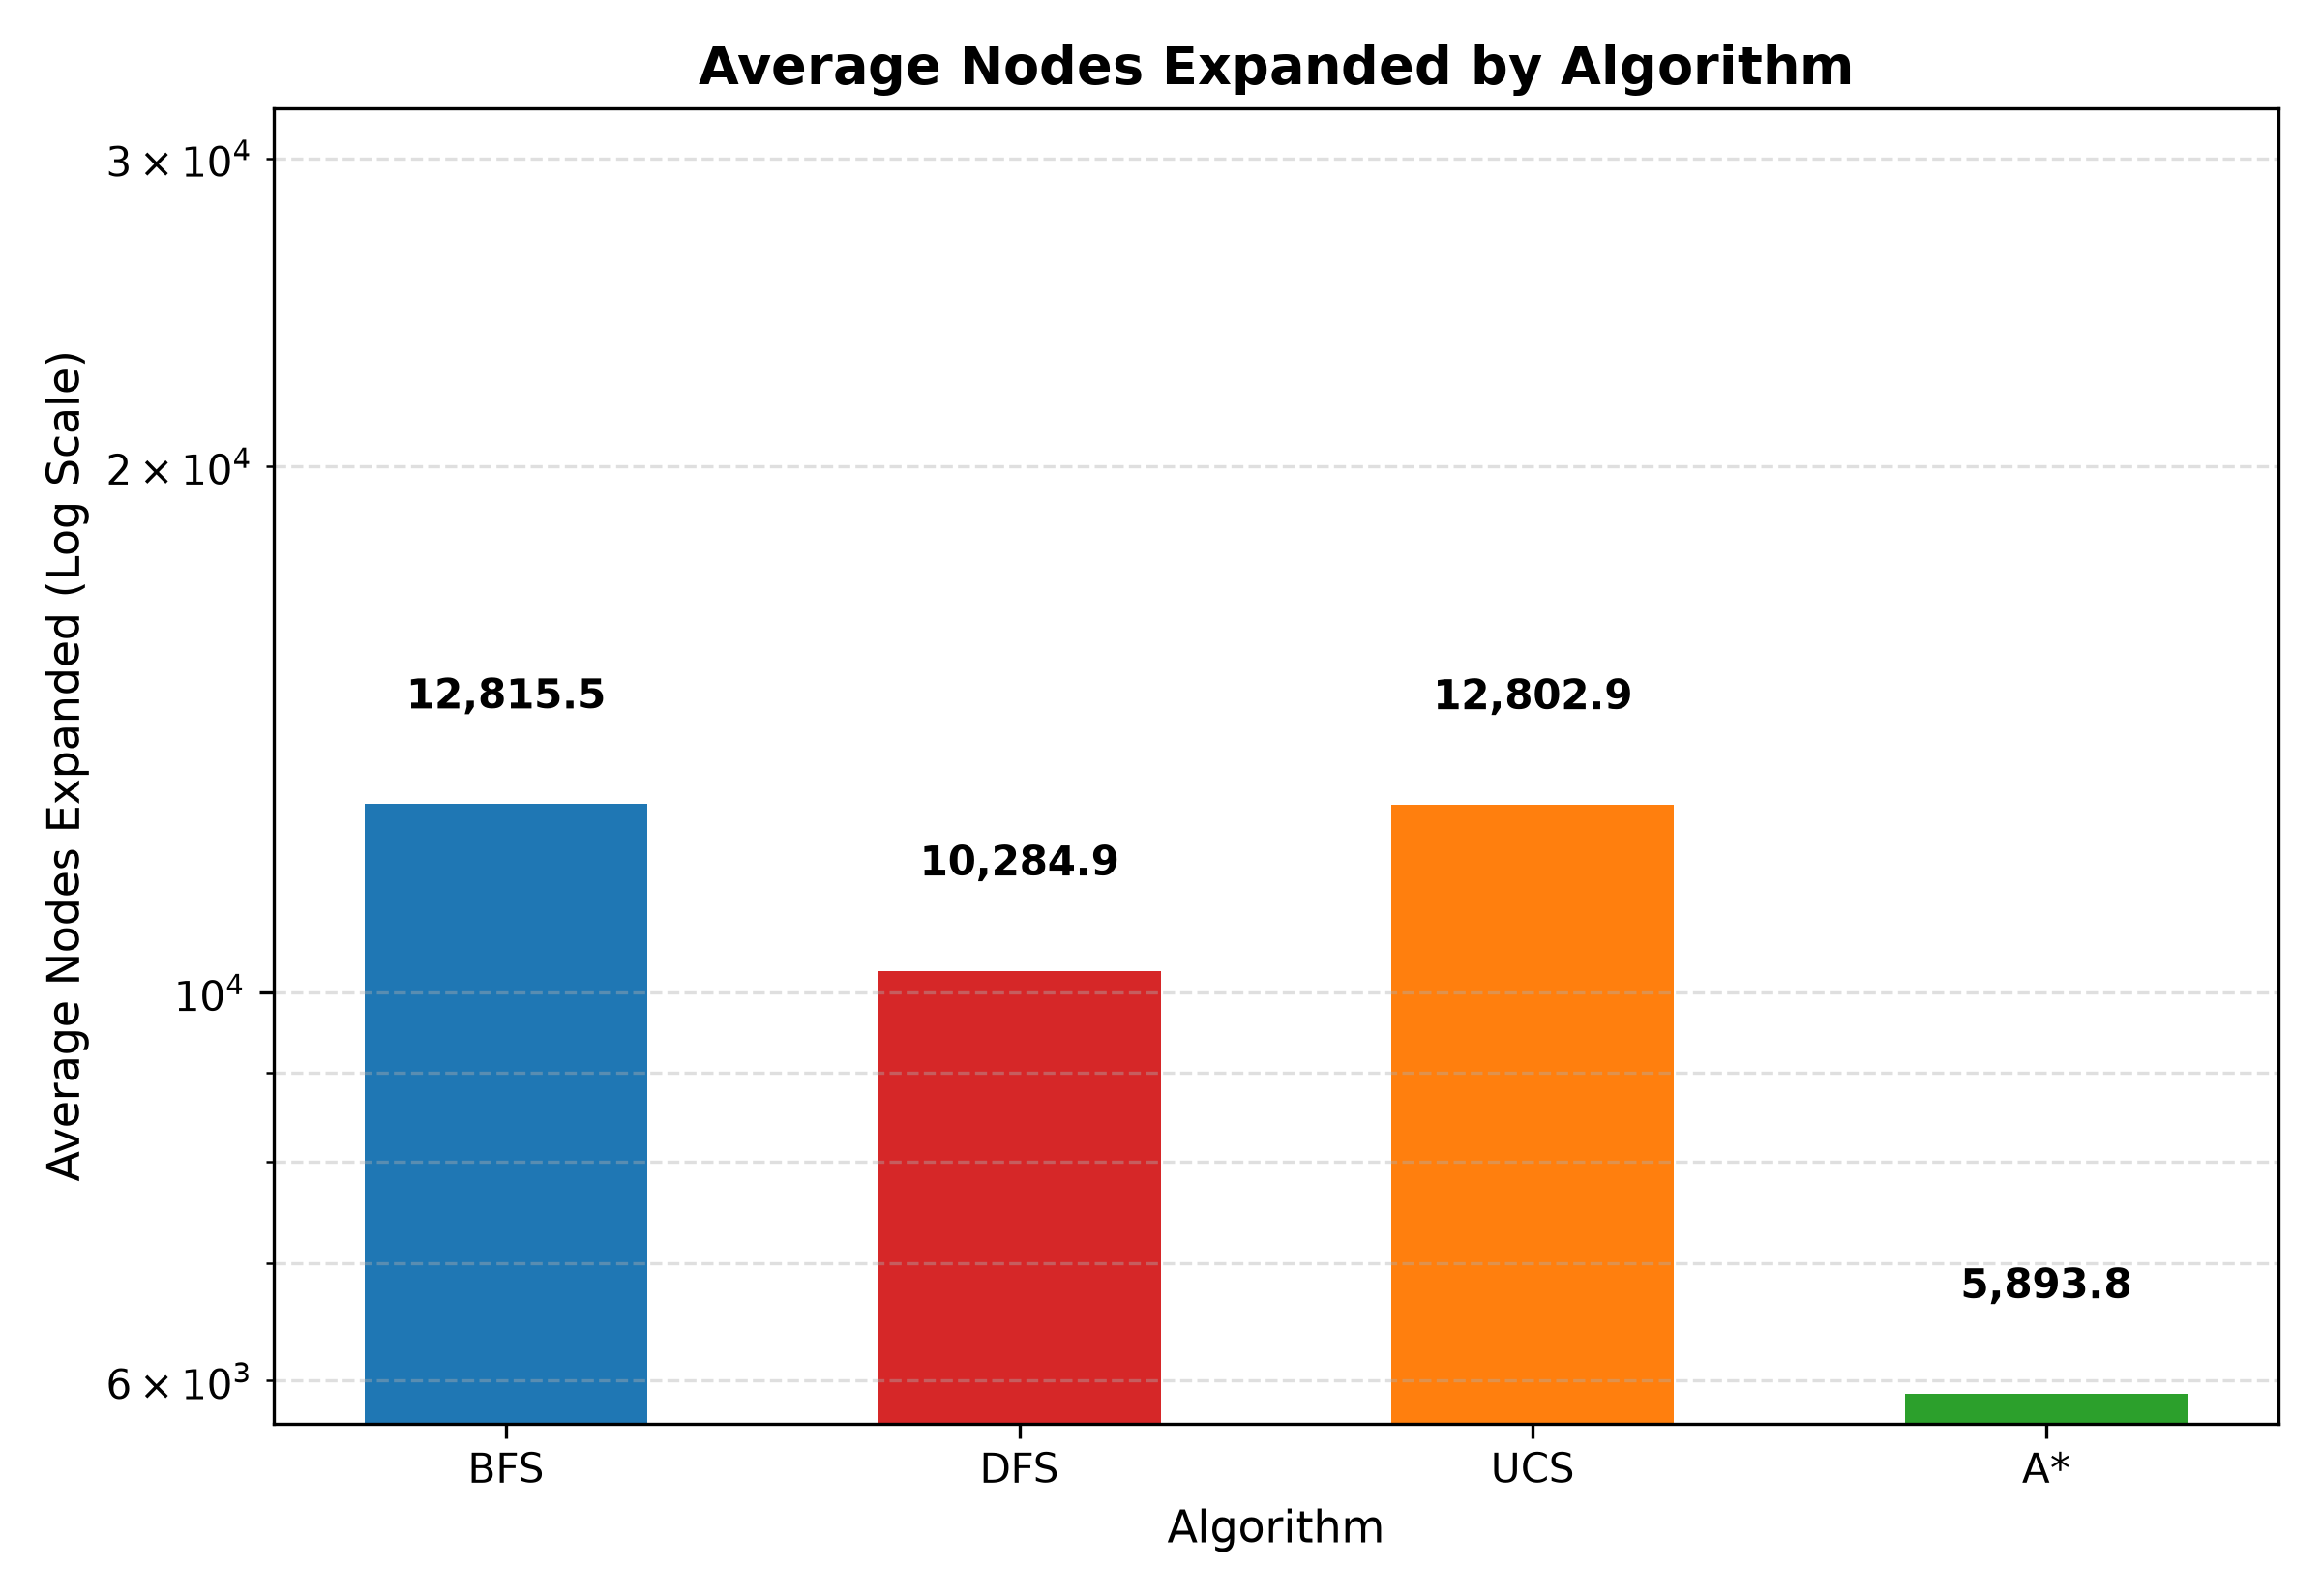 Average Nodes Expanded by Algorithm
Average Nodes Expanded (Log Scale)
3 × 10⁴
2 × 10⁴
10⁴
6 × 10³
12,815.5
10,284.9
12,802.9
5,893.8
BFS DFS UCS A*
Algorithm